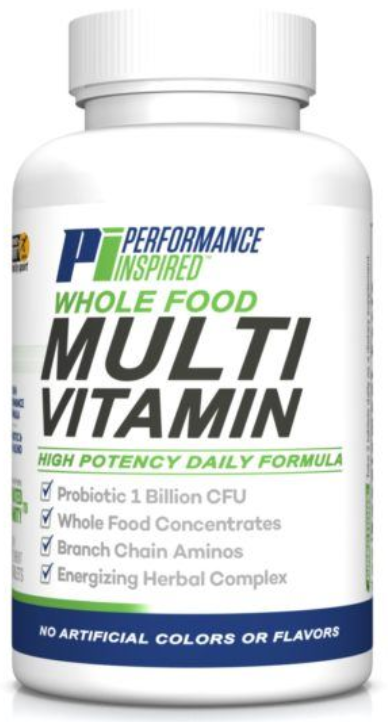 Pi PERFORMANCE
INSPIRED™
WHOLE FOOD
MULTI
VITAMIN
HIGH POTENCY DAILY FORMULA
Probiotic 1 Billion CFU
Whole Food Concentrates
Branch Chain Aminos
Energizing Herbal Complex
NO ARTIFICIAL COLORS OR FLAVORS